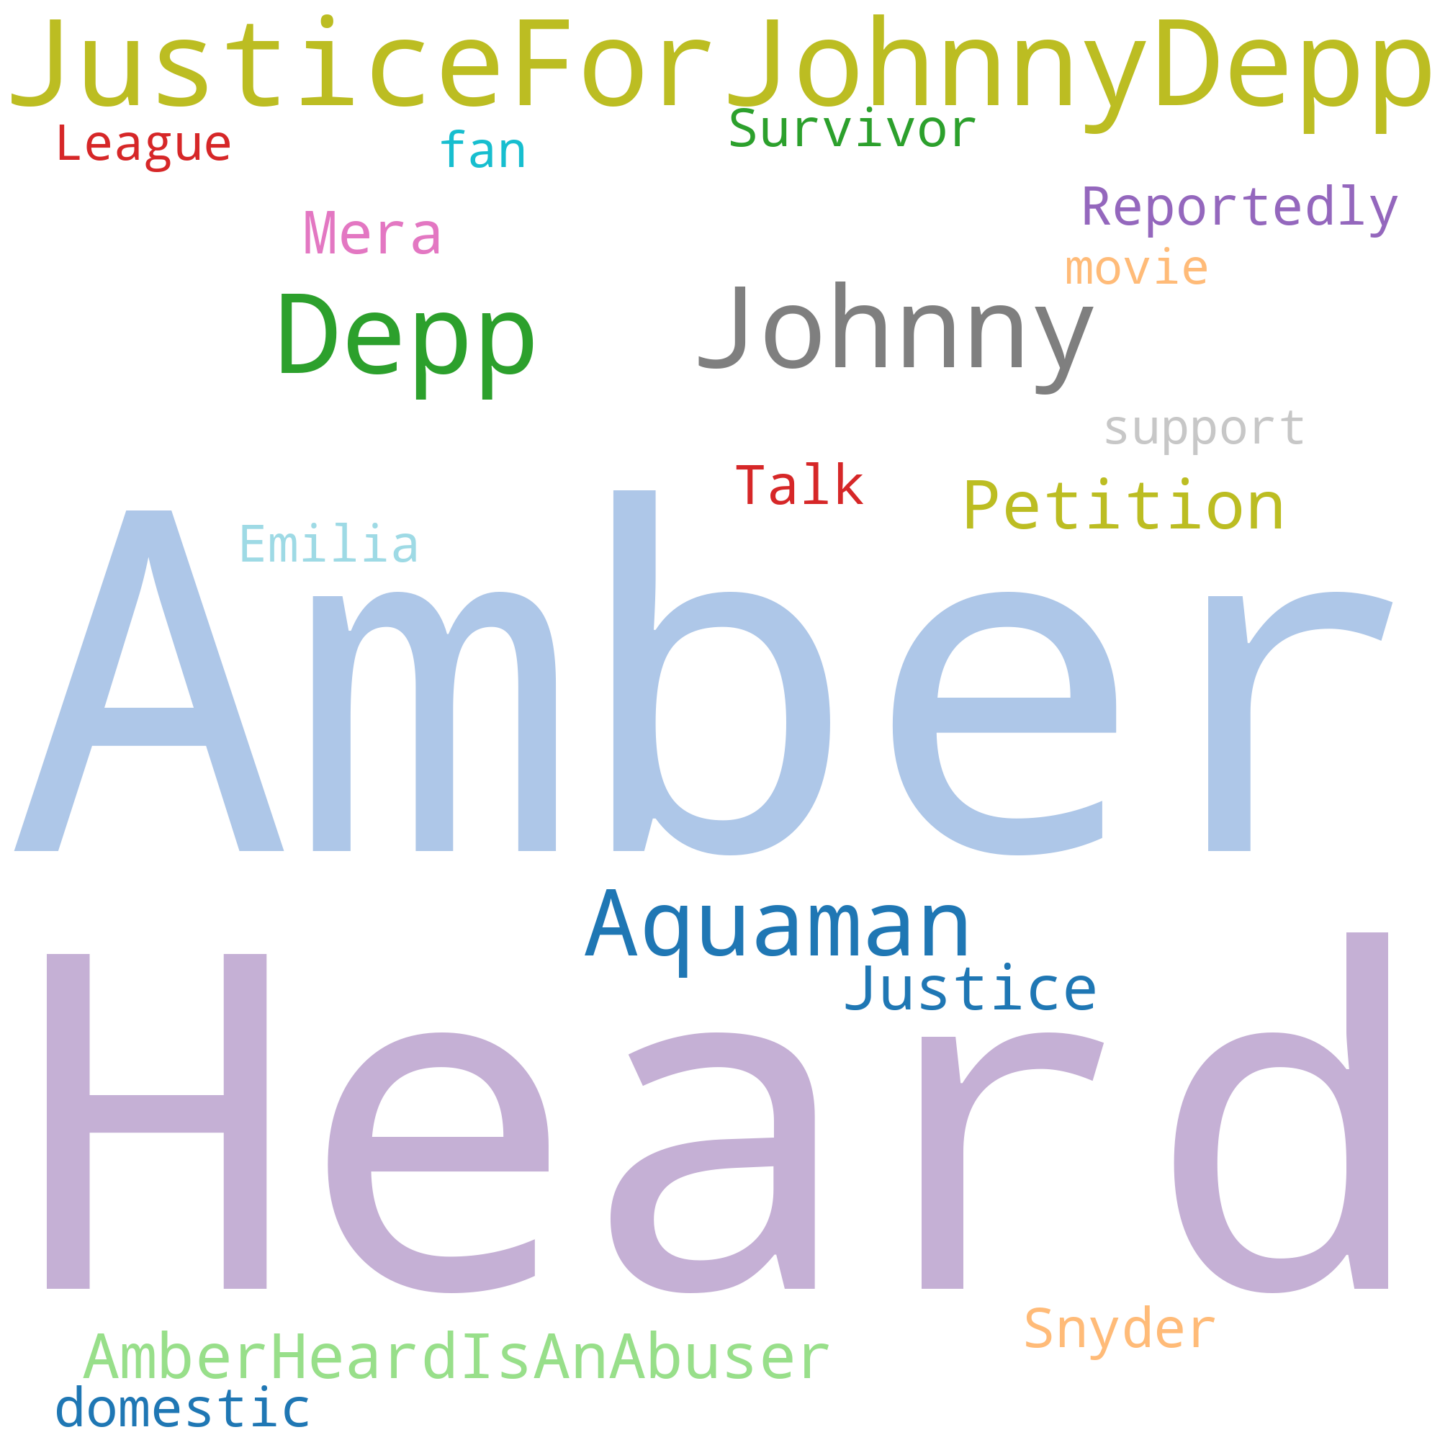 JusticeForJohnnyDepp
League
fan
Survivor
Reportedly
Mera
movie
Depp
Johnny
support
Talk
Petition
Emilia
Amber
Aquaman
Justice
Heard
Snyder
AmberHeardIsAnAbuser
domestic